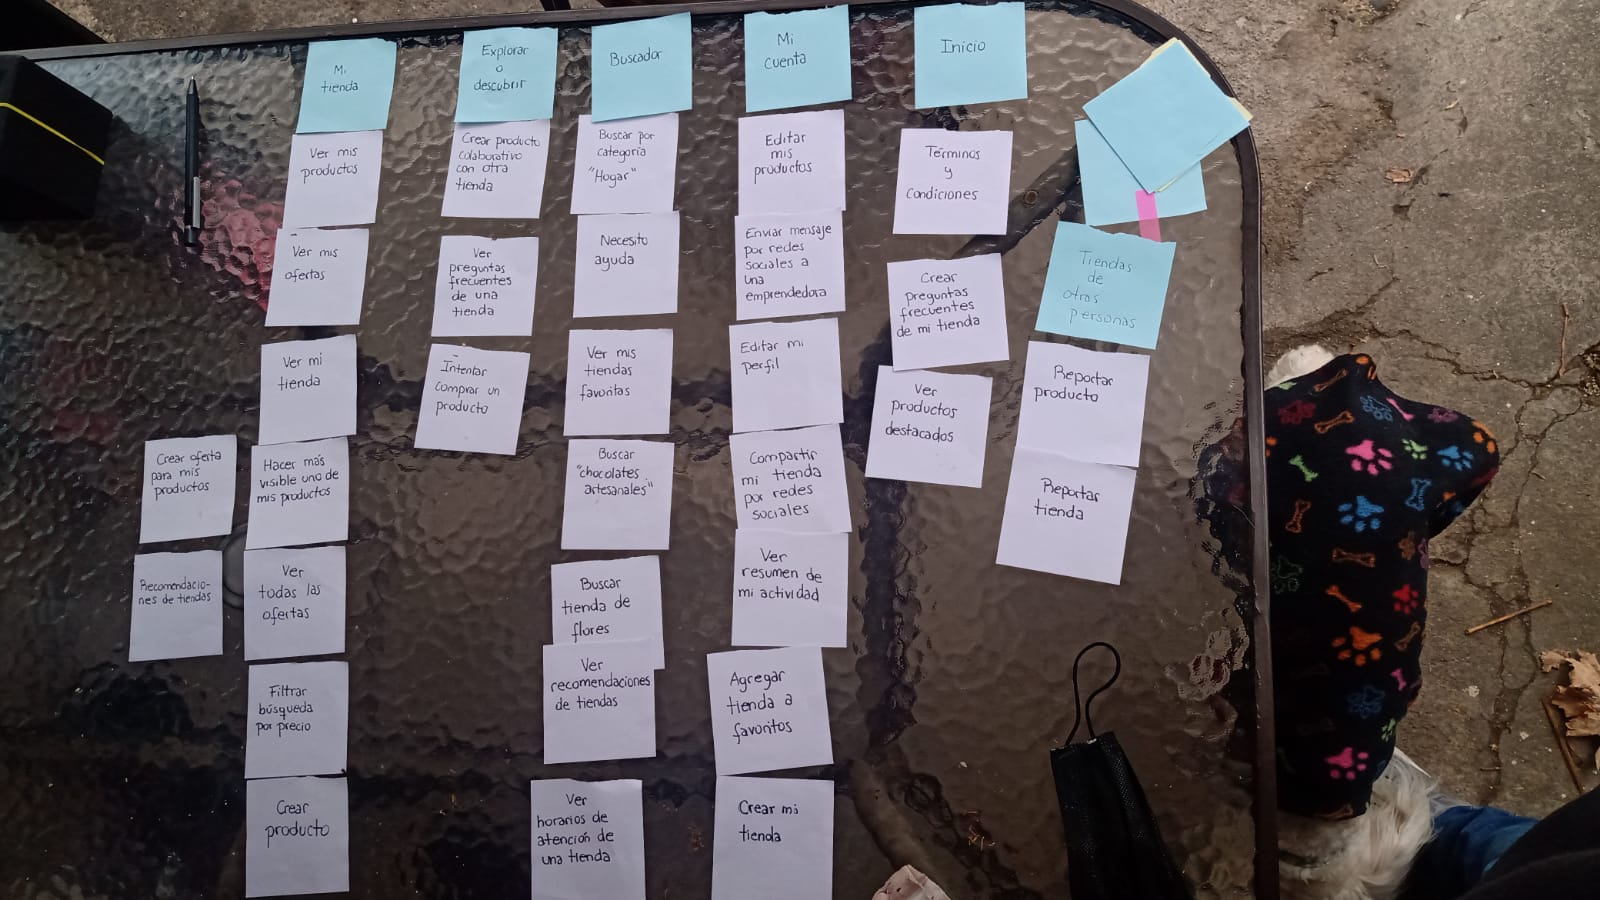 Mi
tienda
Ver mis
productos
Ver mis
ofertas
Ver mi
tienda
Crear oferta
para mis
productos
Hacer más
visible uno de
mis productos
Recomendacio-
nes de tiendas
Ver
todas las
ofertas
Filtrar
búsqueda
por precio
Crear
producto
Explorar
o
descubrir
Crear producto
colaborativo
con otra
tienda
Ver
preguntas
frecuentes
de una
tienda
Intentar
comprar un
producto
Buscador
Buscar por
categoría
"Hogar"
Necesito
ayuda
Ver mis
tiendas
favoritas
Buscar
"chocolates
artesanales"
Buscar
tienda de
flores
Ver
recomendaciones
de tiendas
Ver
horarios de
atención de
una tienda
Mi
cuenta
Editar
mis
productos
Enviar mensaje
por redes
sociales a
una
emprendedora
Editar mi
perfil
Compartir
mi tienda
por redes
sociales
Ver
resumen de
mi actividad
Agregar
tienda a
favoritos
Crear mi
tienda
Inicio
Términos
y
Condiciones
Crear
preguntas
frecuentes
de mi tienda
Ver
productos
destacados
Tiendas
de
otras
personas
Reportar
producto
Reportar
tienda